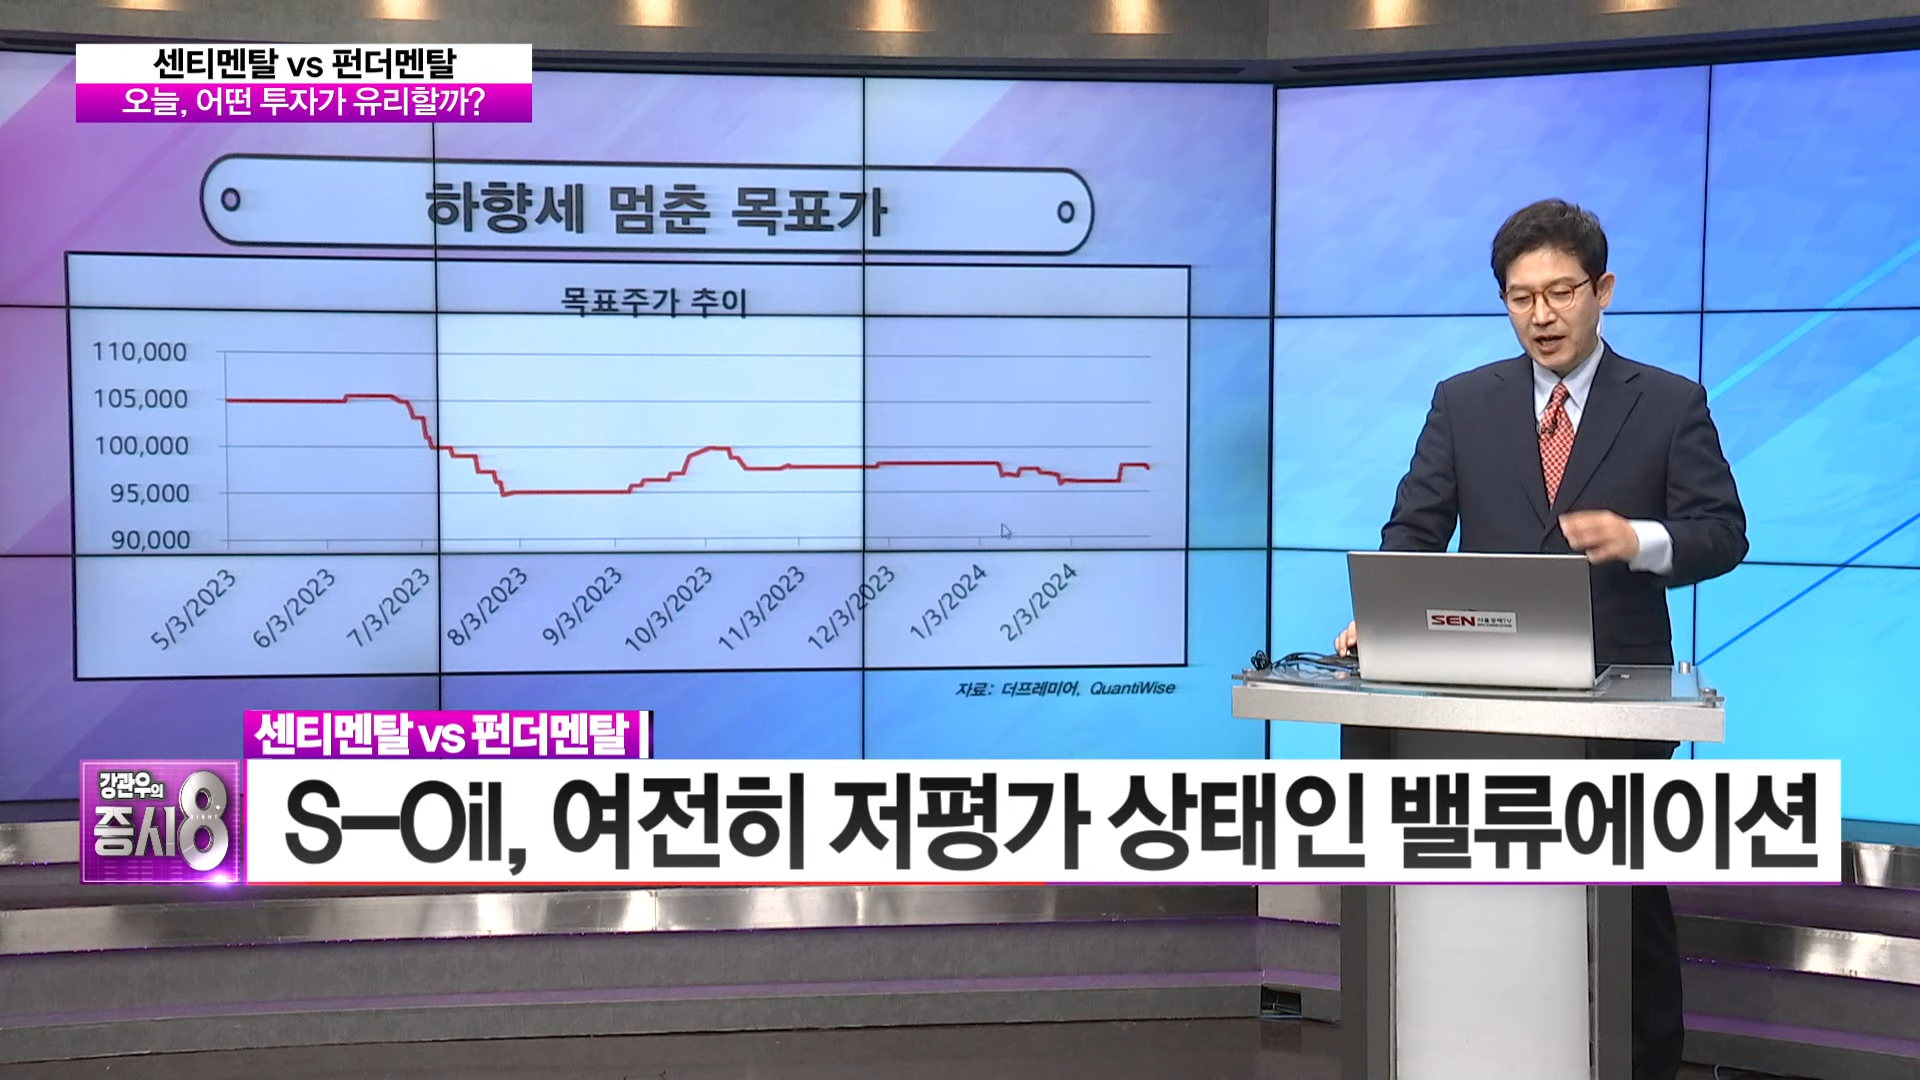 센티멘탈 vs 펀더멘탈
오늘, 어떤 투자가 유리할까?
하향세 멈춘 목표가
목표주가 추이
110,000
105,000
100,000
95,000
90,000
5/3/2023
6/3/2023
7/3/2023
8/3/2023
9/3/2023
10/3/2023
11/3/2023
12/3/2023
1/3/2024
2/3/2024
자료: 더프레미어, QuantiWise
SEN 서울경제TV
센티멘탈 vs 펀더멘탈
강관우의
증시8
S-Oil, 여전히 저평가 상태인 밸류에이션